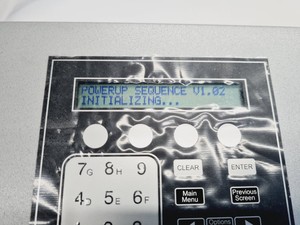 POWERUP SEQUENCE V1.02
INITIALIZING...
7G 8H 9
CLEAR ENTER
4D 5E 6F
Main Menu
Previous Screen
Options